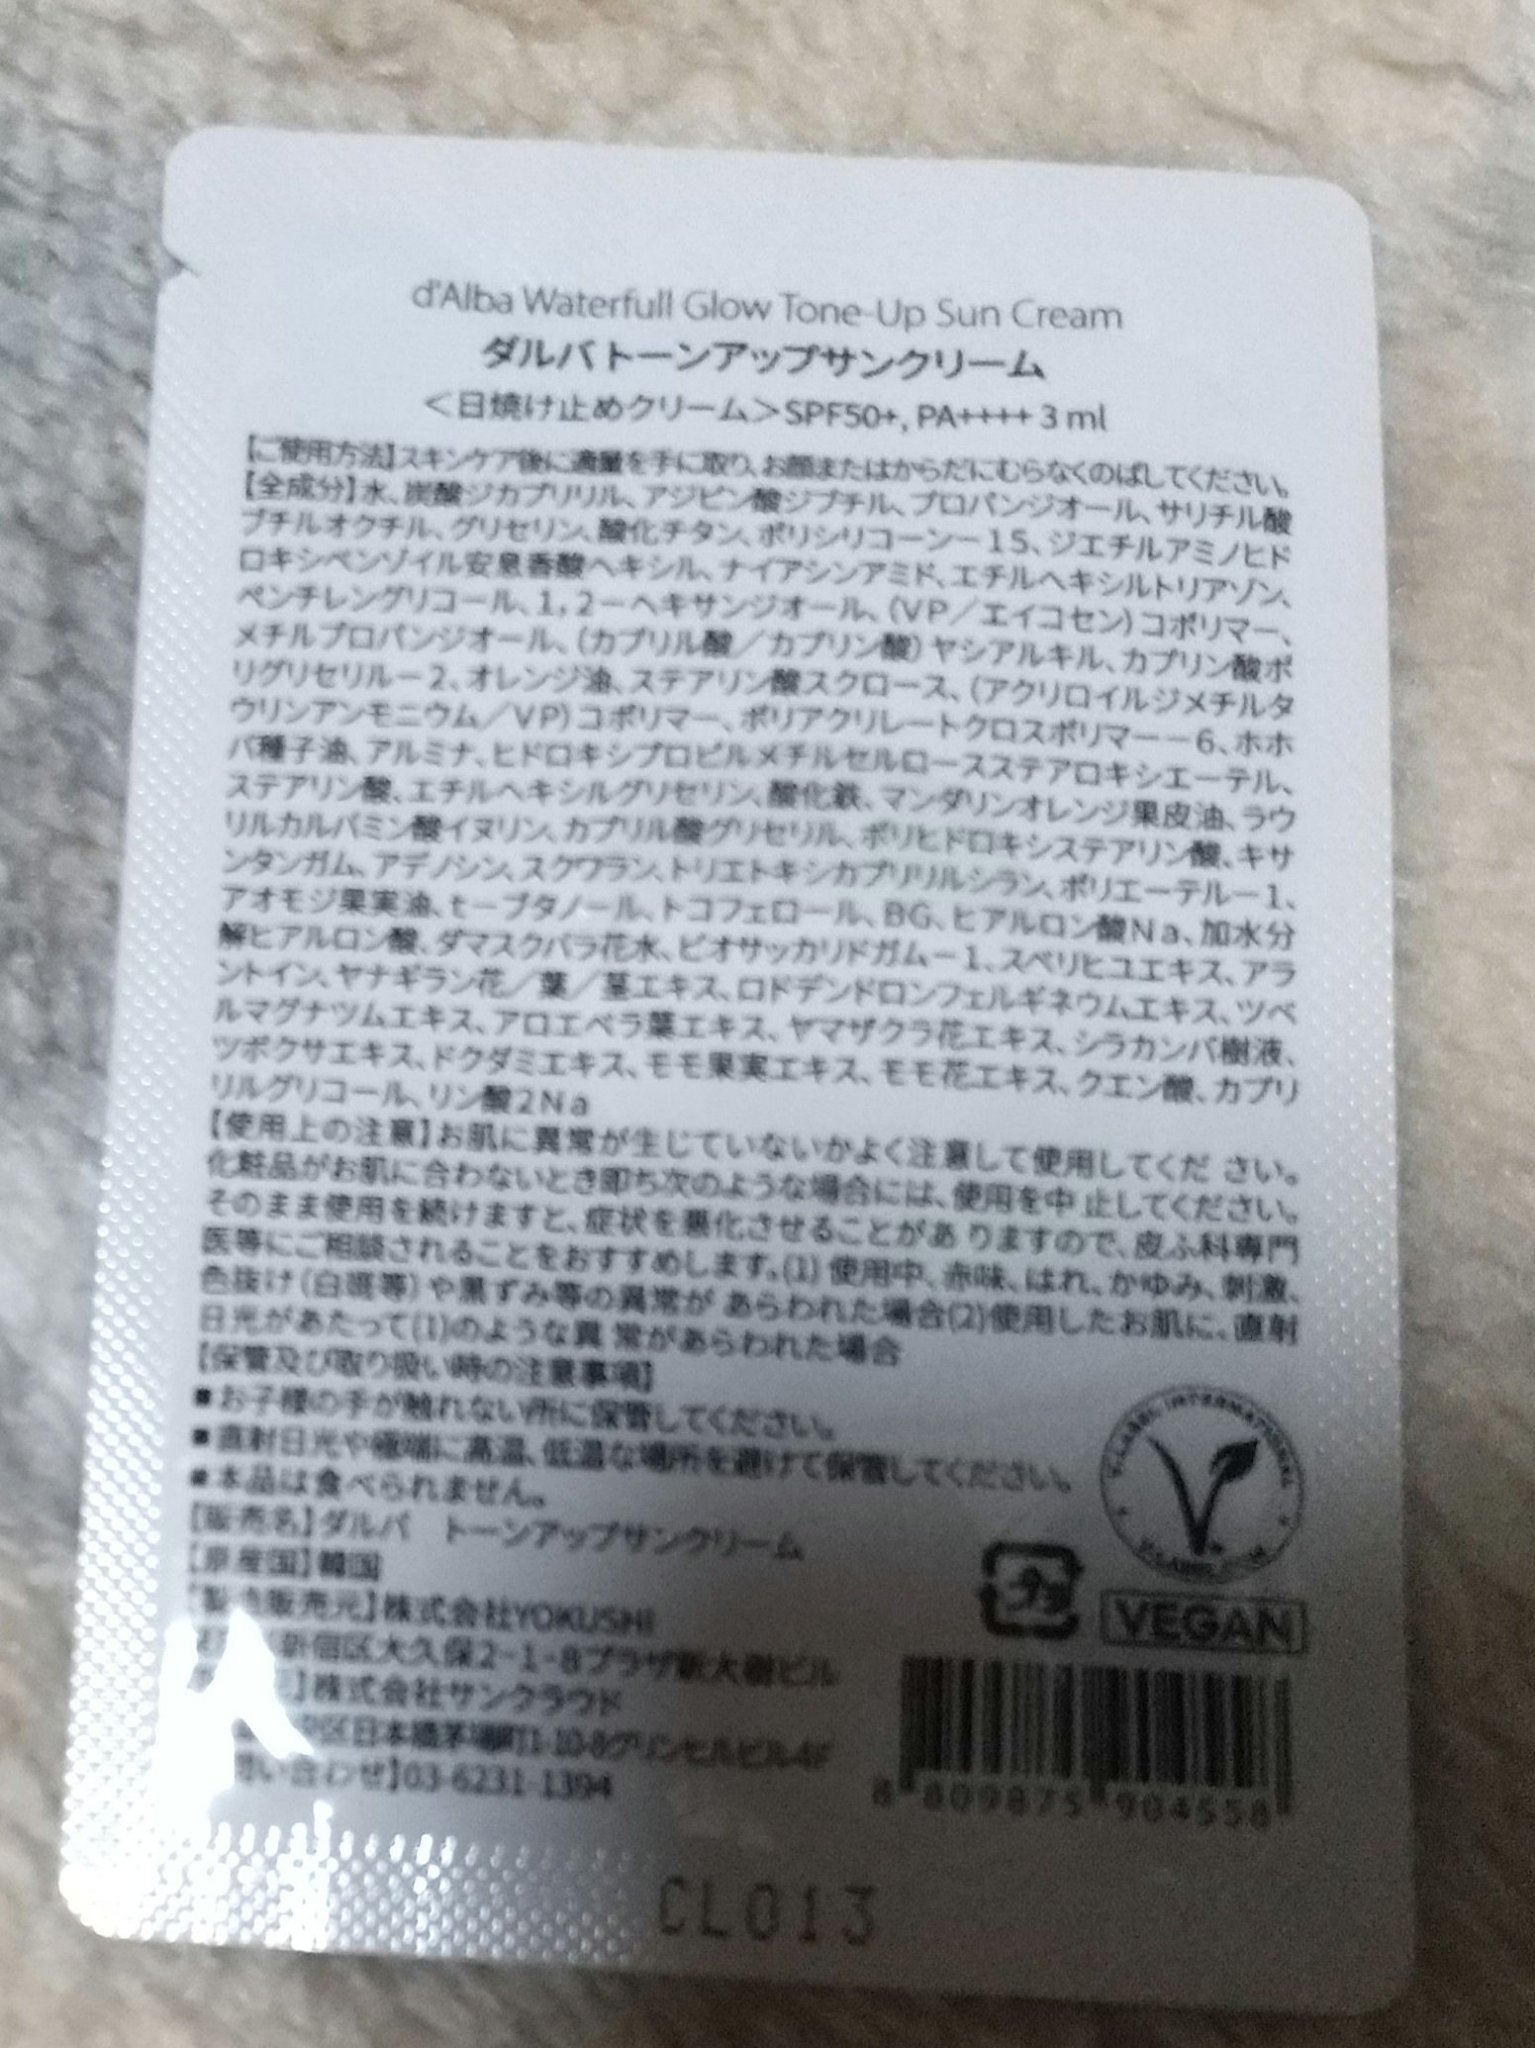 d'Alba Waterfull Glow Tone-Up Sun Cream
ダルバトーンアップサンクリーム
＜日焼け止めクリーム＞SPF50+, PA++++ 3 ml
【ご使用方法】スキンケア後に適量を手に取り、お顔またはからだにむらなくのばしてください。
【全成分】水、炭酸ジカプリリル、アジピン酸ジブチル、プロパンジオール、サリチル酸
ブチルオクチル、グリセリン、酸化チタン、ポリシリコーン－１５、ジエチルアミノヒド
ロキシベンゾイル安息香酸ヘキシル、ナイアシンアミド、エチルヘキシルトリアゾン、
ペンチレングリコール、１，２－ヘキサンジオール、（ＶＰ／エイコセン）コポリマー、
メチルプロパンジオール、（カプリル酸／カプリン酸）ヤシアルキル、カプリン酸ポ
リグリセリル－２、オレンジ油、ステアリン酸スクロース、（アクリロイルジメチルタ
ウリンアンモニウム／ＶＰ）コポリマー、ポリアクリレートクロスポリマー－６、ホホ
バ種子油、アルミナ、ヒドロキシプロピルメチルセルロースステアロキシエーテル、
ステアリン酸、エチルヘキシルグリセリン、酸化鉄、マンダリンオレンジ果皮油、ラウ
リルカルバミン酸イヌリン、カプリル酸グリセリル、ポリヒドロキシステアリン酸、キサ
ンタンガム、アデノシン、スクワラン、トリエトキシカプリリルシラン、ポリエーテル－１、
アオモジ果実油、ｔ－ブタノール、トコフェロール、ＢＧ、ヒアルロン酸Ｎａ、加水分
解ヒアルロン酸、ダマスクバラ花水、ビオサッカリドガム－１、スベリヒユエキス、アラ
ントイン、ヤナギラン花／葉／茎エキス、ロドデンドロンフェルギネウムエキス、ツベ
ルマグナツムエキス、アロエベラ葉エキス、ヤマザクラ花エキス、シラカンバ樹液、
ツボクサエキス、ドクダミエキス、モモ果実エキス、モモ花エキス、クエン酸、カプリ
リルグリコール、リン酸２Ｎａ
【使用上の注意】お肌に異常が生じていないかよく注意して使用してくだ さい。
化粧品がお肌に合わないとき即ち次のような場合には、使用を中 止してください。
そのまま使用を続けますと、症状を悪化させることがあ りますので、皮ふ科専門
医等にご相談されることをおすすめします。(1) 使用中、赤味、はれ、かゆみ、刺激、
色抜け（白斑等）や黒ずみ等の異常が あらわれた場合(2)使用したお肌に、直射
日光があたって(1)のような異 常があらわれた場合
【保管及び取り扱い時の注意事項】
■お子様の手が触れない所に保管してください。
■直射日光や極端に高温、低温な場所を避けて保管してください。
■本品は食べられません。
【販売名】ダルバ　トーンアップサンクリーム
【原産国】韓国
販売元】株式会社YOKUSHI
新宿区大久保2-1-8プラザ新大樹ビル
株式会社サンクラウド
区日本橋茅場町1-10-8グリンヒルビル4F
合わせ】03-6231-1394
V-LABEL INTERNATIONAL
V-LABEL.COM
プラ
VEGAN
8 809875 904558
CL013